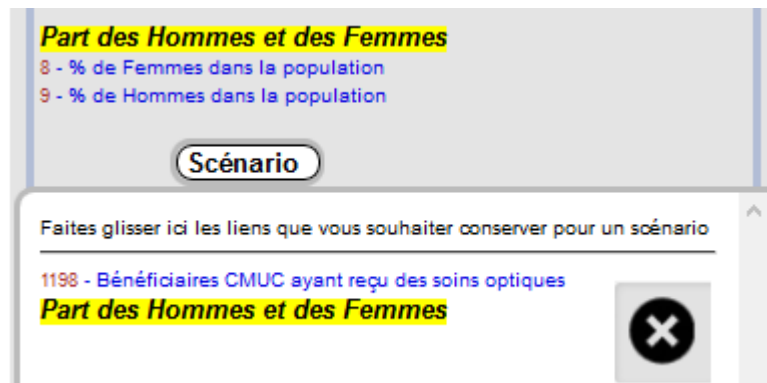 Part des Hommes et des Femmes
8 - % de Femmes dans la population
9 - % de Hommes dans la population
Scénario
Faites glisser ici les liens que vous souhaiter conserver pour un scénario
1198 - Bénéficiaires CMUC ayant reçu des soins optiques
Part des Hommes et des Femmes